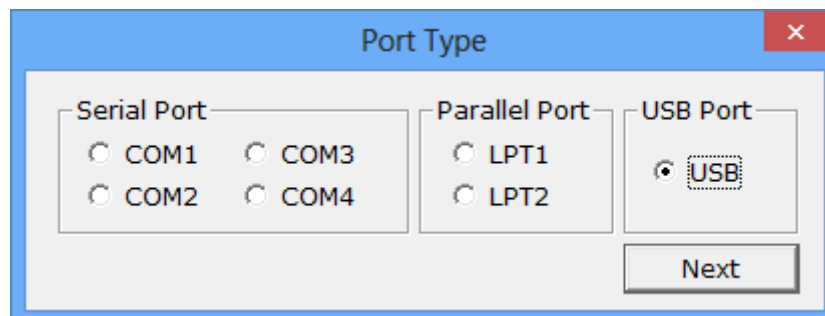 Port Type
Serial Port
COM1 COM3
COM2 COM4
Parallel Port
LPT1
LPT2
USB Port
USB
Next